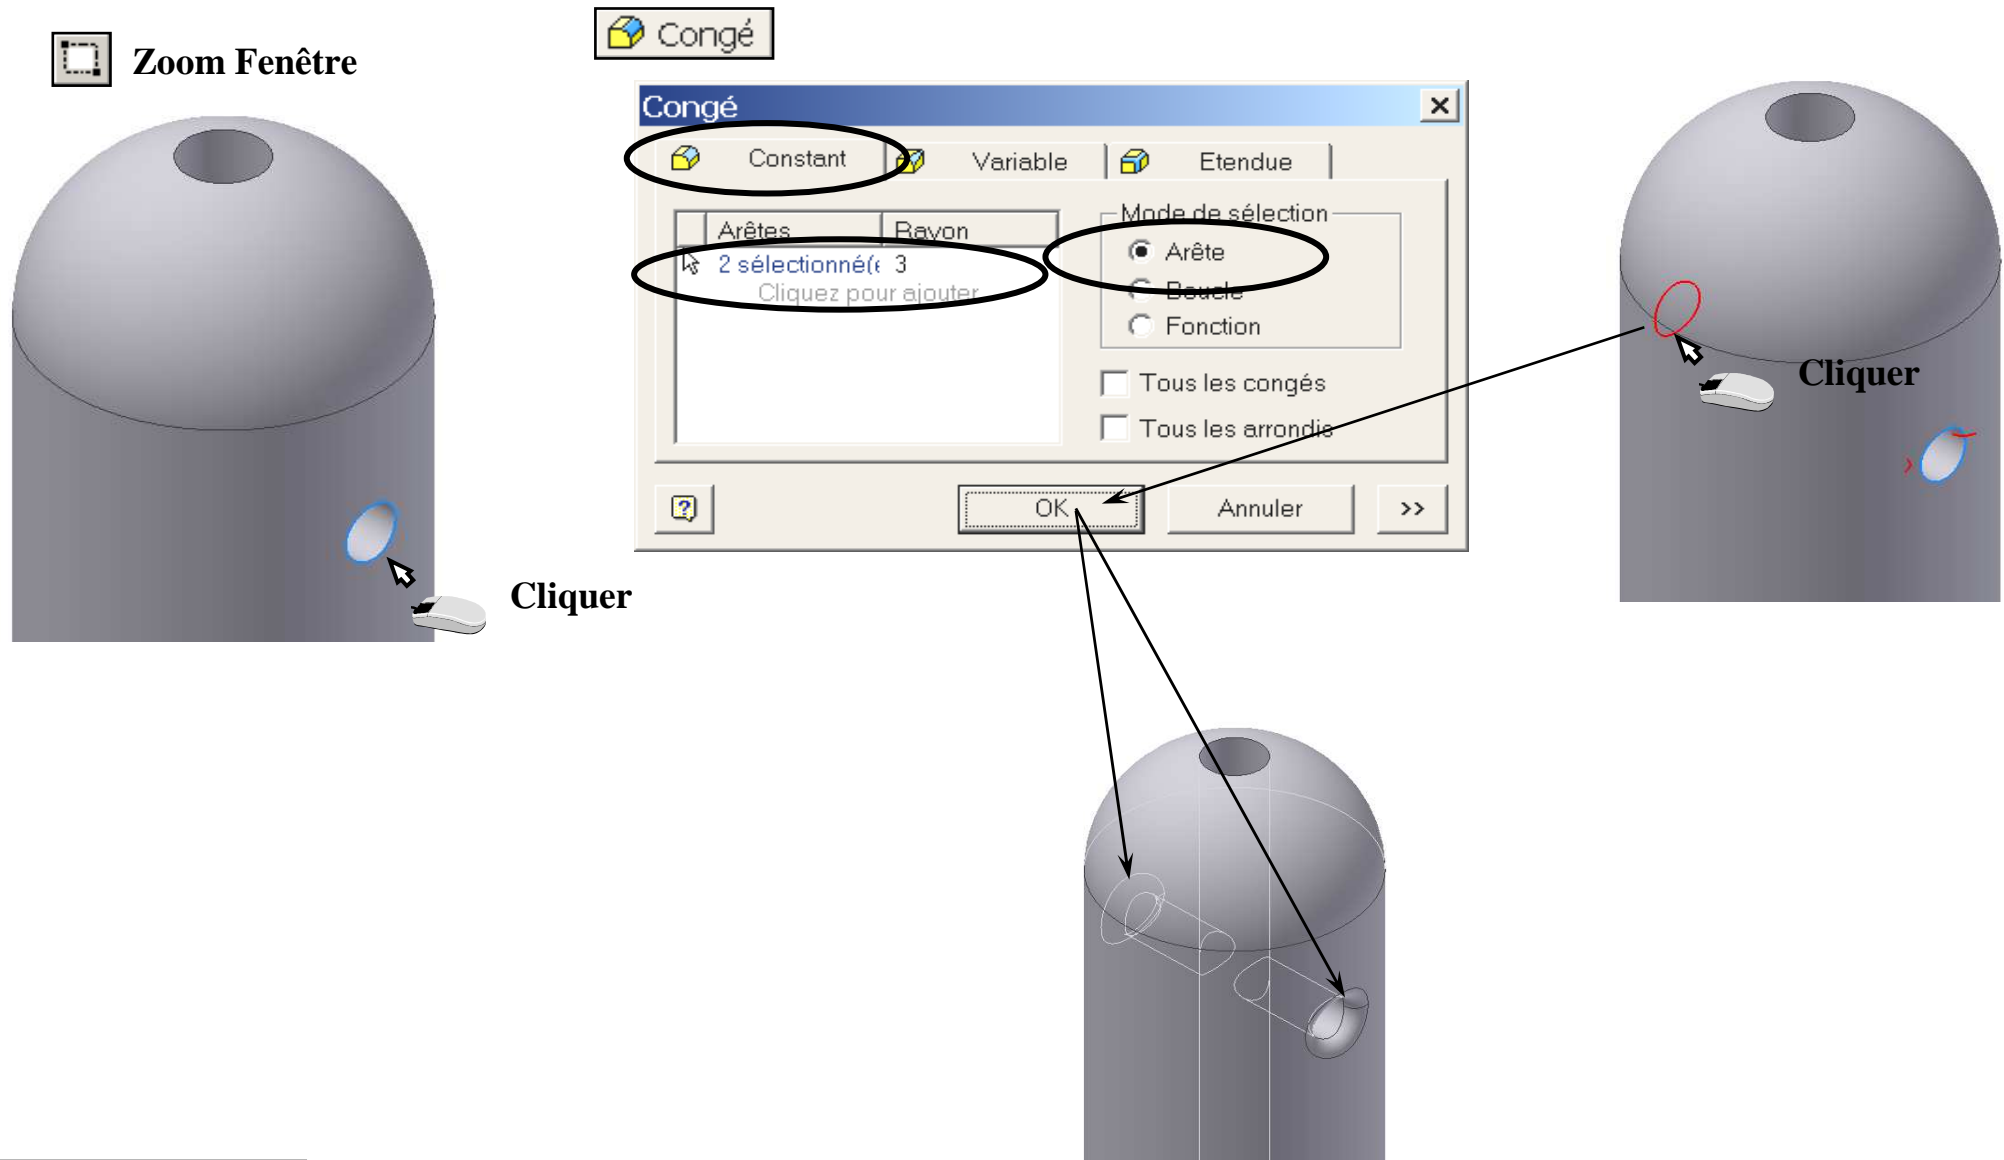 Zoom Fenêtre
Congé
Congé
Constant
Variable
Etendue
Arêtes
Rayon
2 sélectionné(e
3
Cliquez pour ajouter
Mode de sélection
Arête
Boucle
Fonction
Tous les congés
Tous les arrondis
OK
Annuler
>>
Cliquer
Cliquer